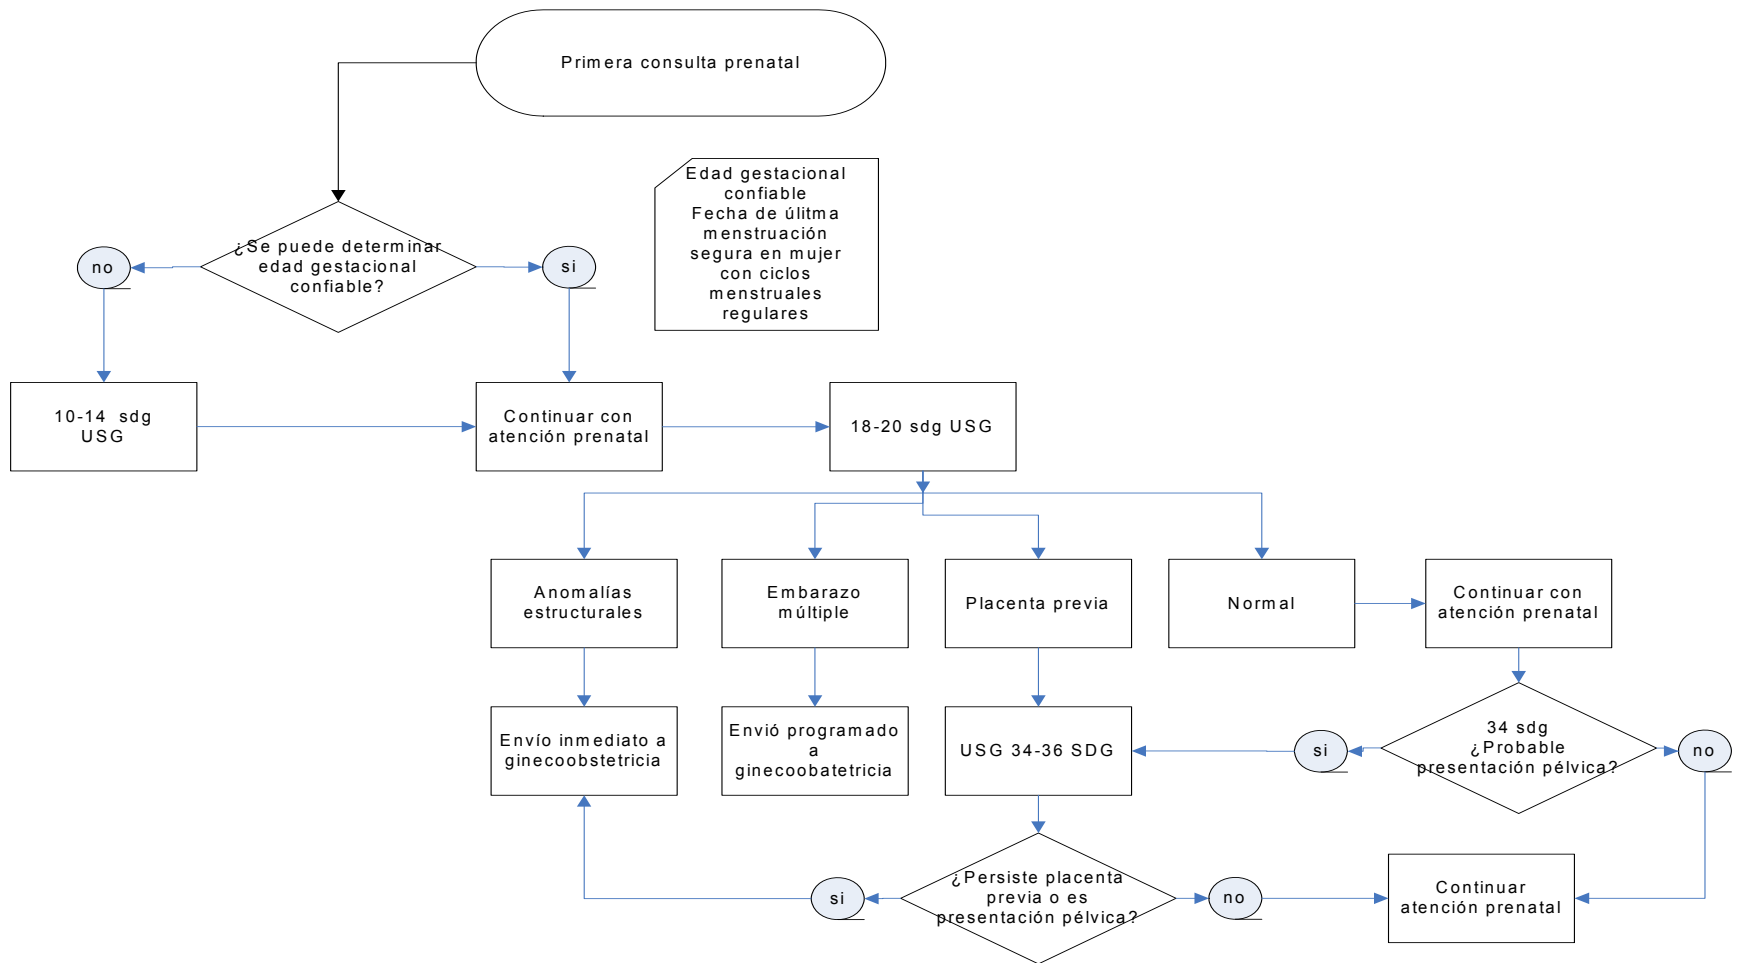 Primera consulta prenatal
Edad gestacional
confiable
Fecha de úlitma
menstruación
segura en mujer
con ciclos
menstruales
regulares
¿Se puede determinar
edad gestacional
confiable?
no
si
10-14 sdg
USG
Continuar con
atención prenatal
18-20 sdg USG
Anomalías
estructurales
Embarazo
múltiple
Placenta previa
Normal
Continuar con
atención prenatal
Envío inmediato a
ginecoobstetricia
Envió programado
a
ginecoobatetricia
USG 34-36 SDG
si
34 sdg
¿Probable
presentación pélvica?
no
si
¿Persiste placenta
previa o es
presentación pélvica?
no
Continuar
atención prenatal